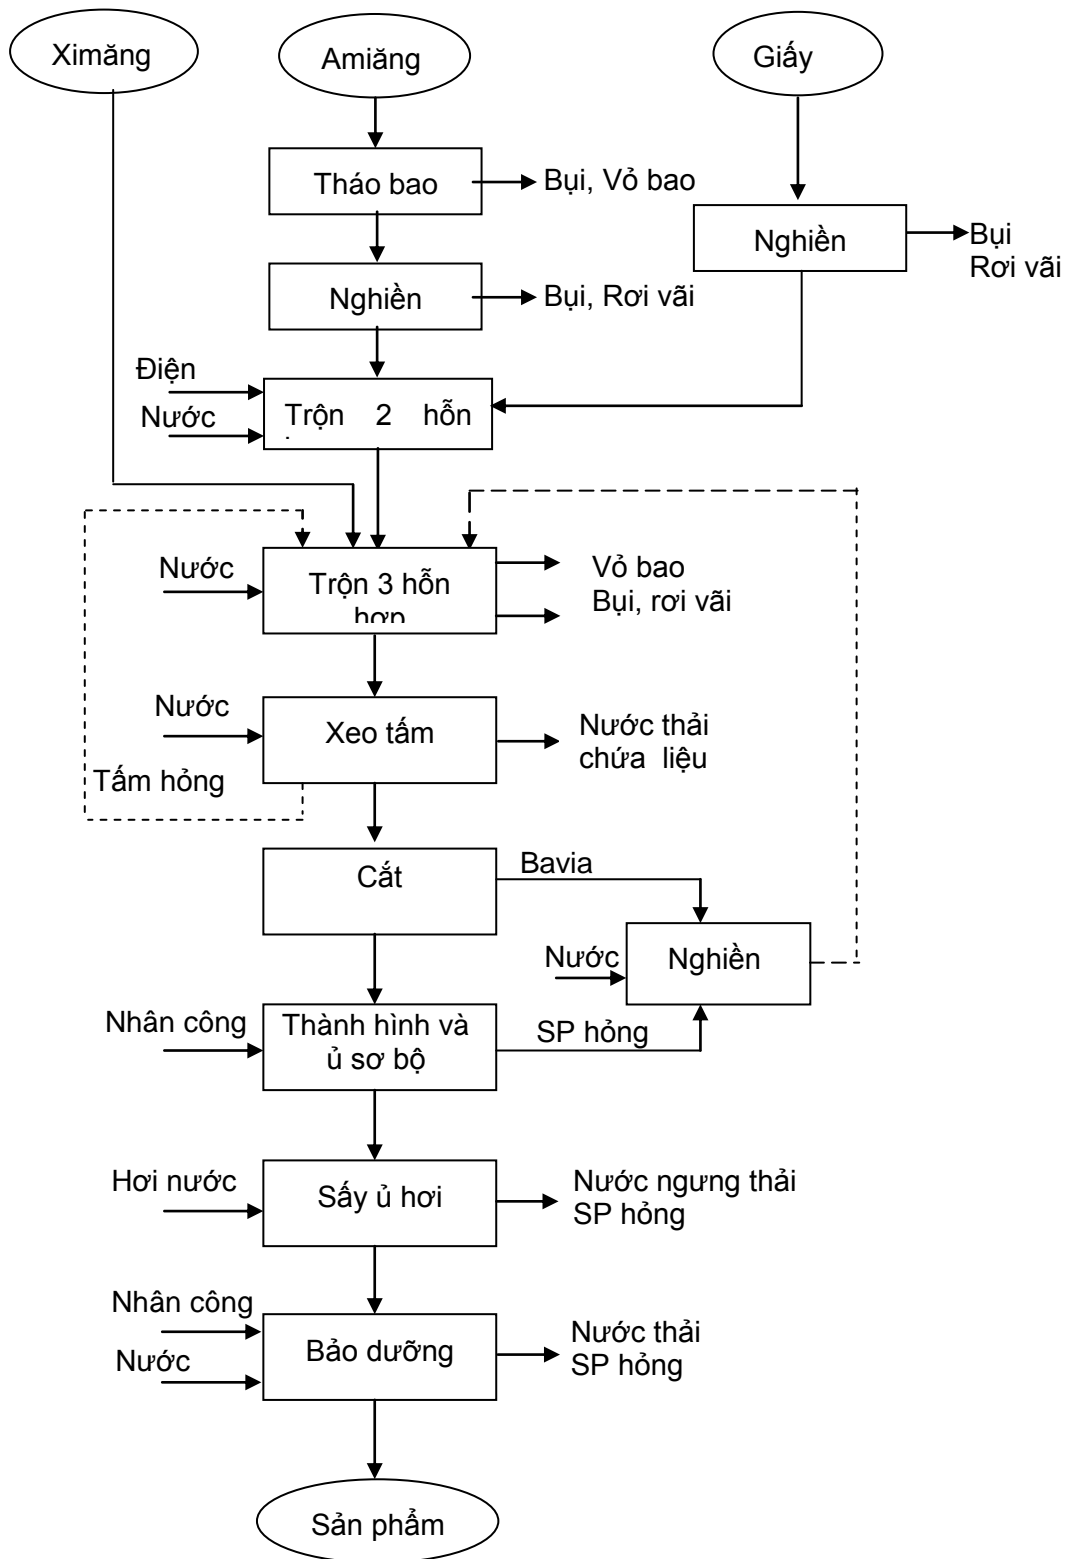 Ximăng
Amiăng
Giấy
Tháo bao
Bụi, Vỏ bao
Nghiền
Bụi
Rơi vãi
Nghiền
Bụi, Rơi vãi
Điện
Nước
Trộn 2 hỗn
Nước
Trộn 3 hỗn
hợp
Vỏ bao
Bụi, rơi vãi
Nước
Xeo tấm
Nước thải
chứa liệu
Tấm hỏng
Cắt
Bavia
Nước
Nghiền
Nhân công
Thành hình và
ủ sơ bộ
SP hỏng
Hơi nước
Sấy ủ hơi
Nước ngưng thải
SP hỏng
Nhân công
Nước
Bảo dưỡng
Nước thải
SP hỏng
Sản phẩm